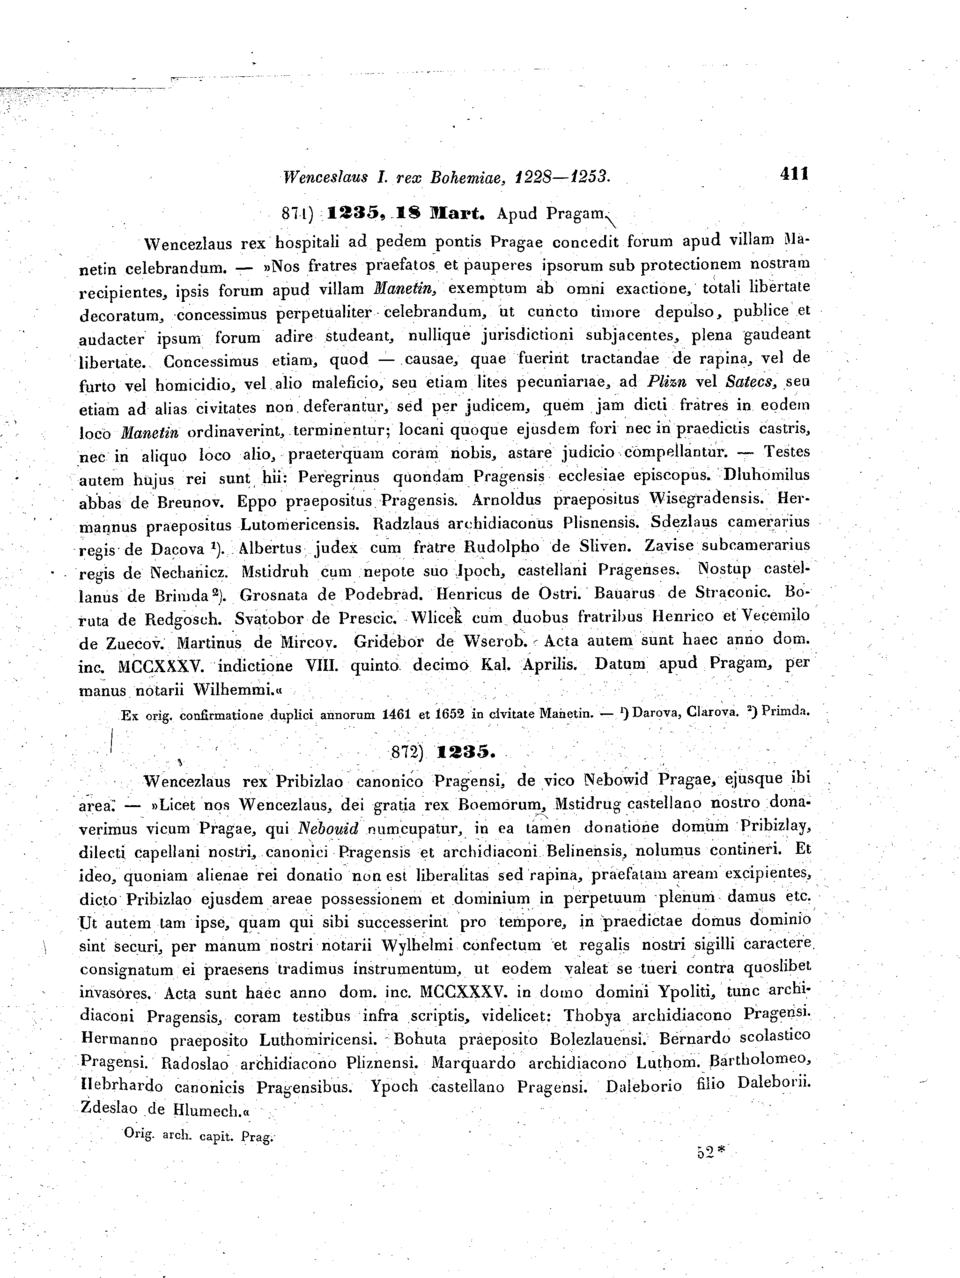 Wenceslaus I. rex Bohemiae, 1228—1253. 411
871) 1235, 18 Mart. Apud Pragam.
Wencezlaus rex hospitali ad pedem pontis Pragae concedit forum apud villam Ma-
netin celebrandum. — »Nos fratres praefatos et pauperes ipsorum sub protectionem nostram
recipientes, ipsis forum apud villam Manetin, exemptum ab omni exactione, totali libertate
decoratum, concessimus perpetualiter celebrandum, ut cuncto timore depulso, publice et
audacter ipsum forum adire studeant, nullique jurisdictioni subjacentes, plena gaudeant
libertate. Concessimus etiam, quod — causae, quae fuerint tractandae de rapina, vel de
furto vel homicidio, vel alio maleficio, seu etiam lites pecuniariae, ad Plizn vel Satecs, seu
etiam ad alias civitates non deferantur, sed per judicem, quem jam dicti fratres in eodem
loco Manetin ordinaverint, terminentur; locani quoque ejusdem fori nec in praedictis castris,
nec in aliquo loco alio, praeterquam coram nobis, astare judicio compellantur. — Testes
autem hujus rei sunt hii: Peregrinus quondam Pragensis ecclesiae episcopus. Dluhomilus
abbas de Breunov. Eppo praepositus Pragensis. Arnoldus praepositus Wisegradensis. Her-
mannus praepositus Lutomericensis. Radzlaus archidiaconus Plisnensis. Sdezlaus camerarius
regis de Dacova ¹). Albertus judex cum fratre Rudolpho de Sliven. Zavise subcamerarius
regis de Nechanicz. Mstidruh cum nepote suo Jpoch, castellani Pragenses. Nostup castel-
lanus de Brimda ²). Grosnata de Podebrad. Henricus de Ostri. Bauarus de Straconic. Bo-
ruta de Redgosch. Svatobor de Prescic. Wlicek cum duobus fratribus Henrico et Vecemilo
de Zuecov. Martinus de Mircov. Gridebor de Wserob. Acta autem sunt haec anno dom.
inc. MCCXXXV. indictione VIII. quinto decimo Kal. Aprilis. Datum apud Pragam, per
manus notarii Wilhemmi.«
Ex orig. confirmatione duplici annorum 1461 et 1652 in civitate Manetin. — ¹) Darova, Clarova. ²) Primda.
872) 1235.
Wencezlaus rex Pribizlao canonico Pragensi, de vico Nebowid Pragae, ejusque ibi
area. — »Licet nos Wencezlaus, dei gratia rex Boemorum, Mstidrug castellano nostro dona-
verimus vicum Pragae, qui Nebouid numcupatur, in ea tamen donatione domum Pribizlay,
dilecti capellani nostri, canonici Pragensis et archidiaconi Belinensis, nolumus contineri. Et
ideo, quoniam alienae rei donatio non est liberalitas sed rapina, praefatam aream excipientes,
dicto Pribizlao ejusdem areae possessionem et dominium in perpetuum plenum damus etc.
Ut autem tam ipse, quam qui sibi successerint pro tempore, in praedictae domus dominio
sint securi, per manum nostri notarii Wylhelmi confectum et regalis nostri sigilli caractere
consignatum ei praesens tradimus instrumentum, ut eodem valeat se tueri contra quoslibet
invasores. Acta sunt haec anno dom. inc. MCCXXXV. in domo domini Ypoliti, tunc archi-
diaconi Pragensis, coram testibus infra scriptis, videlicet: Thobya archidiacono Pragensi.
Hermanno praeposito Luthomiricensi. Bohuta praeposito Bolezlauensi. Bernardo scolastico
Pragensi. Radoslao archidiacono Pliznensi. Marquardo archidiacono Luthom. Bartholomeo,
Hebrhardo canonicis Pragensibus. Ypoch castellano Pragensi. Daleborio filio Daleborii.
Zdeslao de Hlumech.«
Orig. arch. capit. Prag.
52*